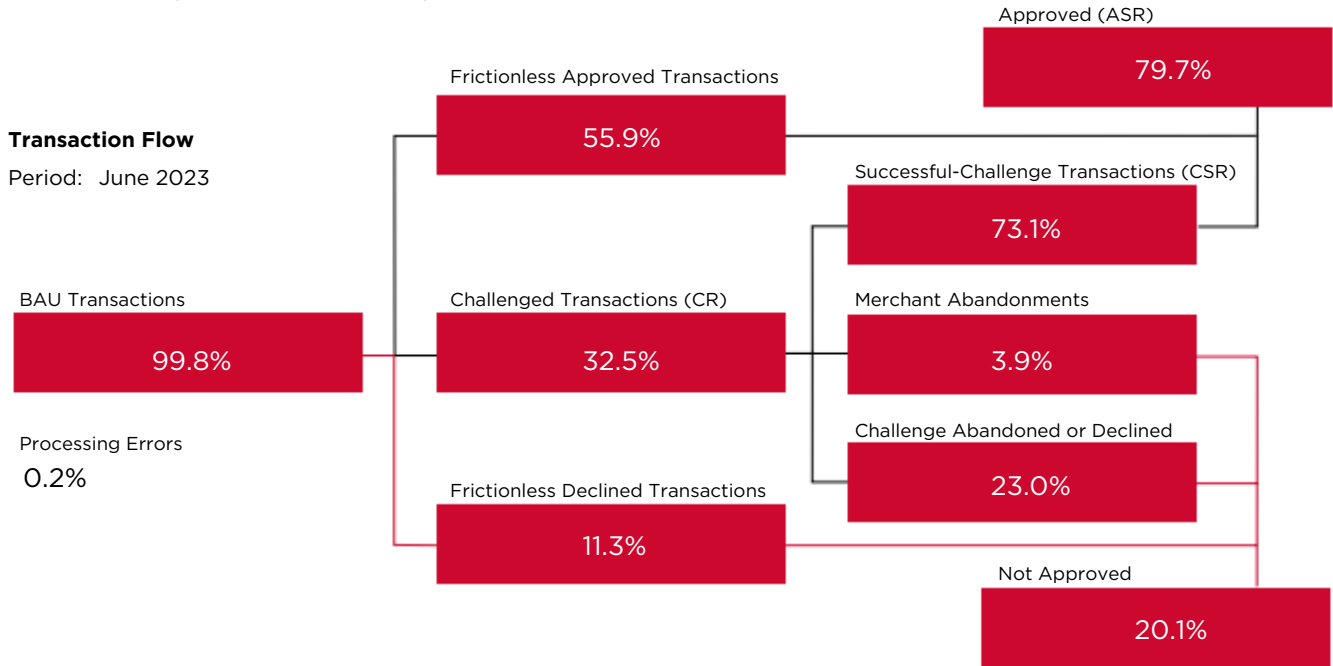 Approved (ASR)
79.7%
Frictionless Approved Transactions
55.9%
Transaction Flow
Period: June 2023
Successful-Challenge Transactions (CSR)
73.1%
BAU Transactions
99.8%
Challenged Transactions (CR)
32.5%
Merchant Abandonments
3.9%
Processing Errors
0.2%
Challenge Abandoned or Declined
23.0%
Frictionless Declined Transactions
11.3%
Not Approved
20.1%